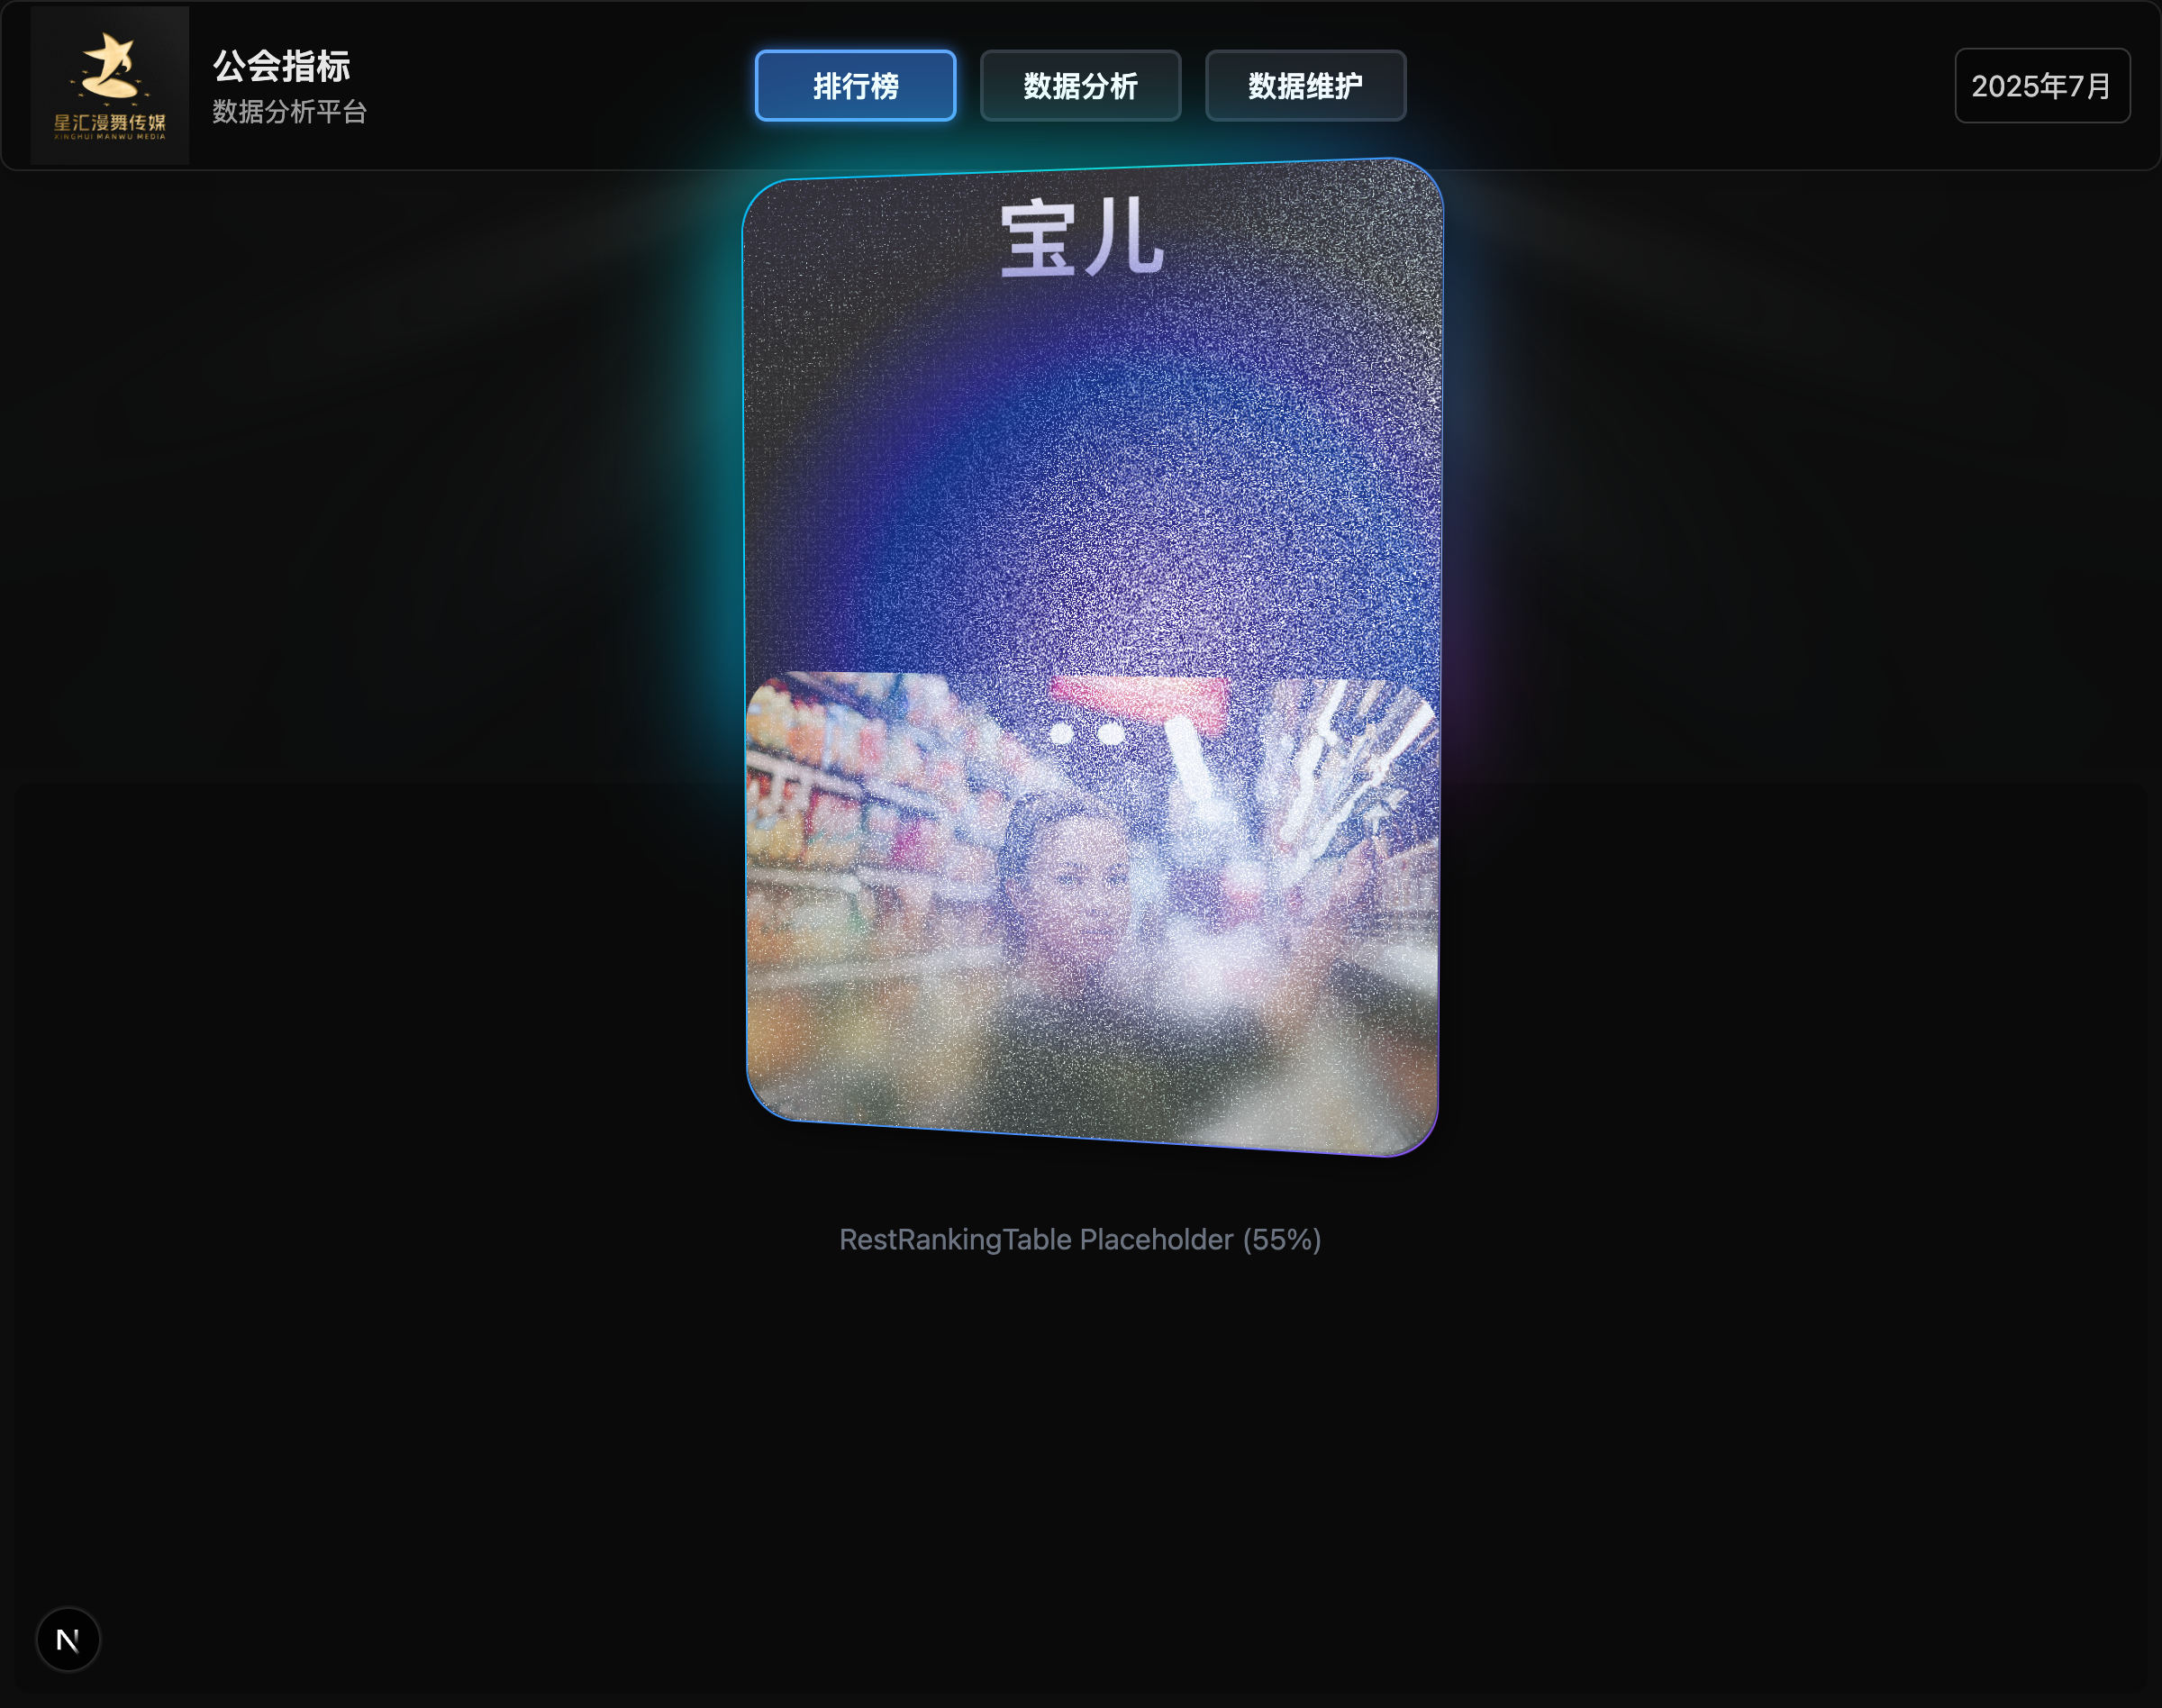 星汇漫舞传媒
XINGHUI MANWU MEDIA
公会指标
数据分析平台
排行榜
数据分析
数据维护
2025年7月
宝儿
RestRankingTable Placeholder (55%)
N